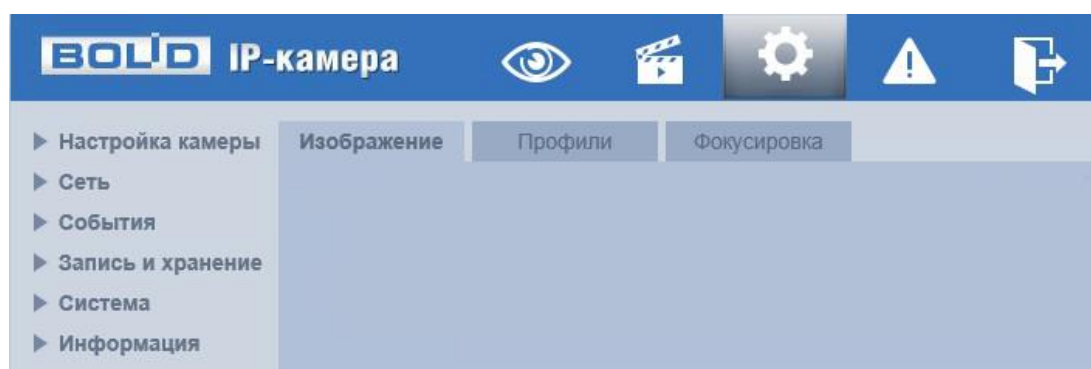 BOLID IP-камера
Настройка камеры Изображение Профили Фокусировка
Сеть
События
Запись и хранение
Система
Информация